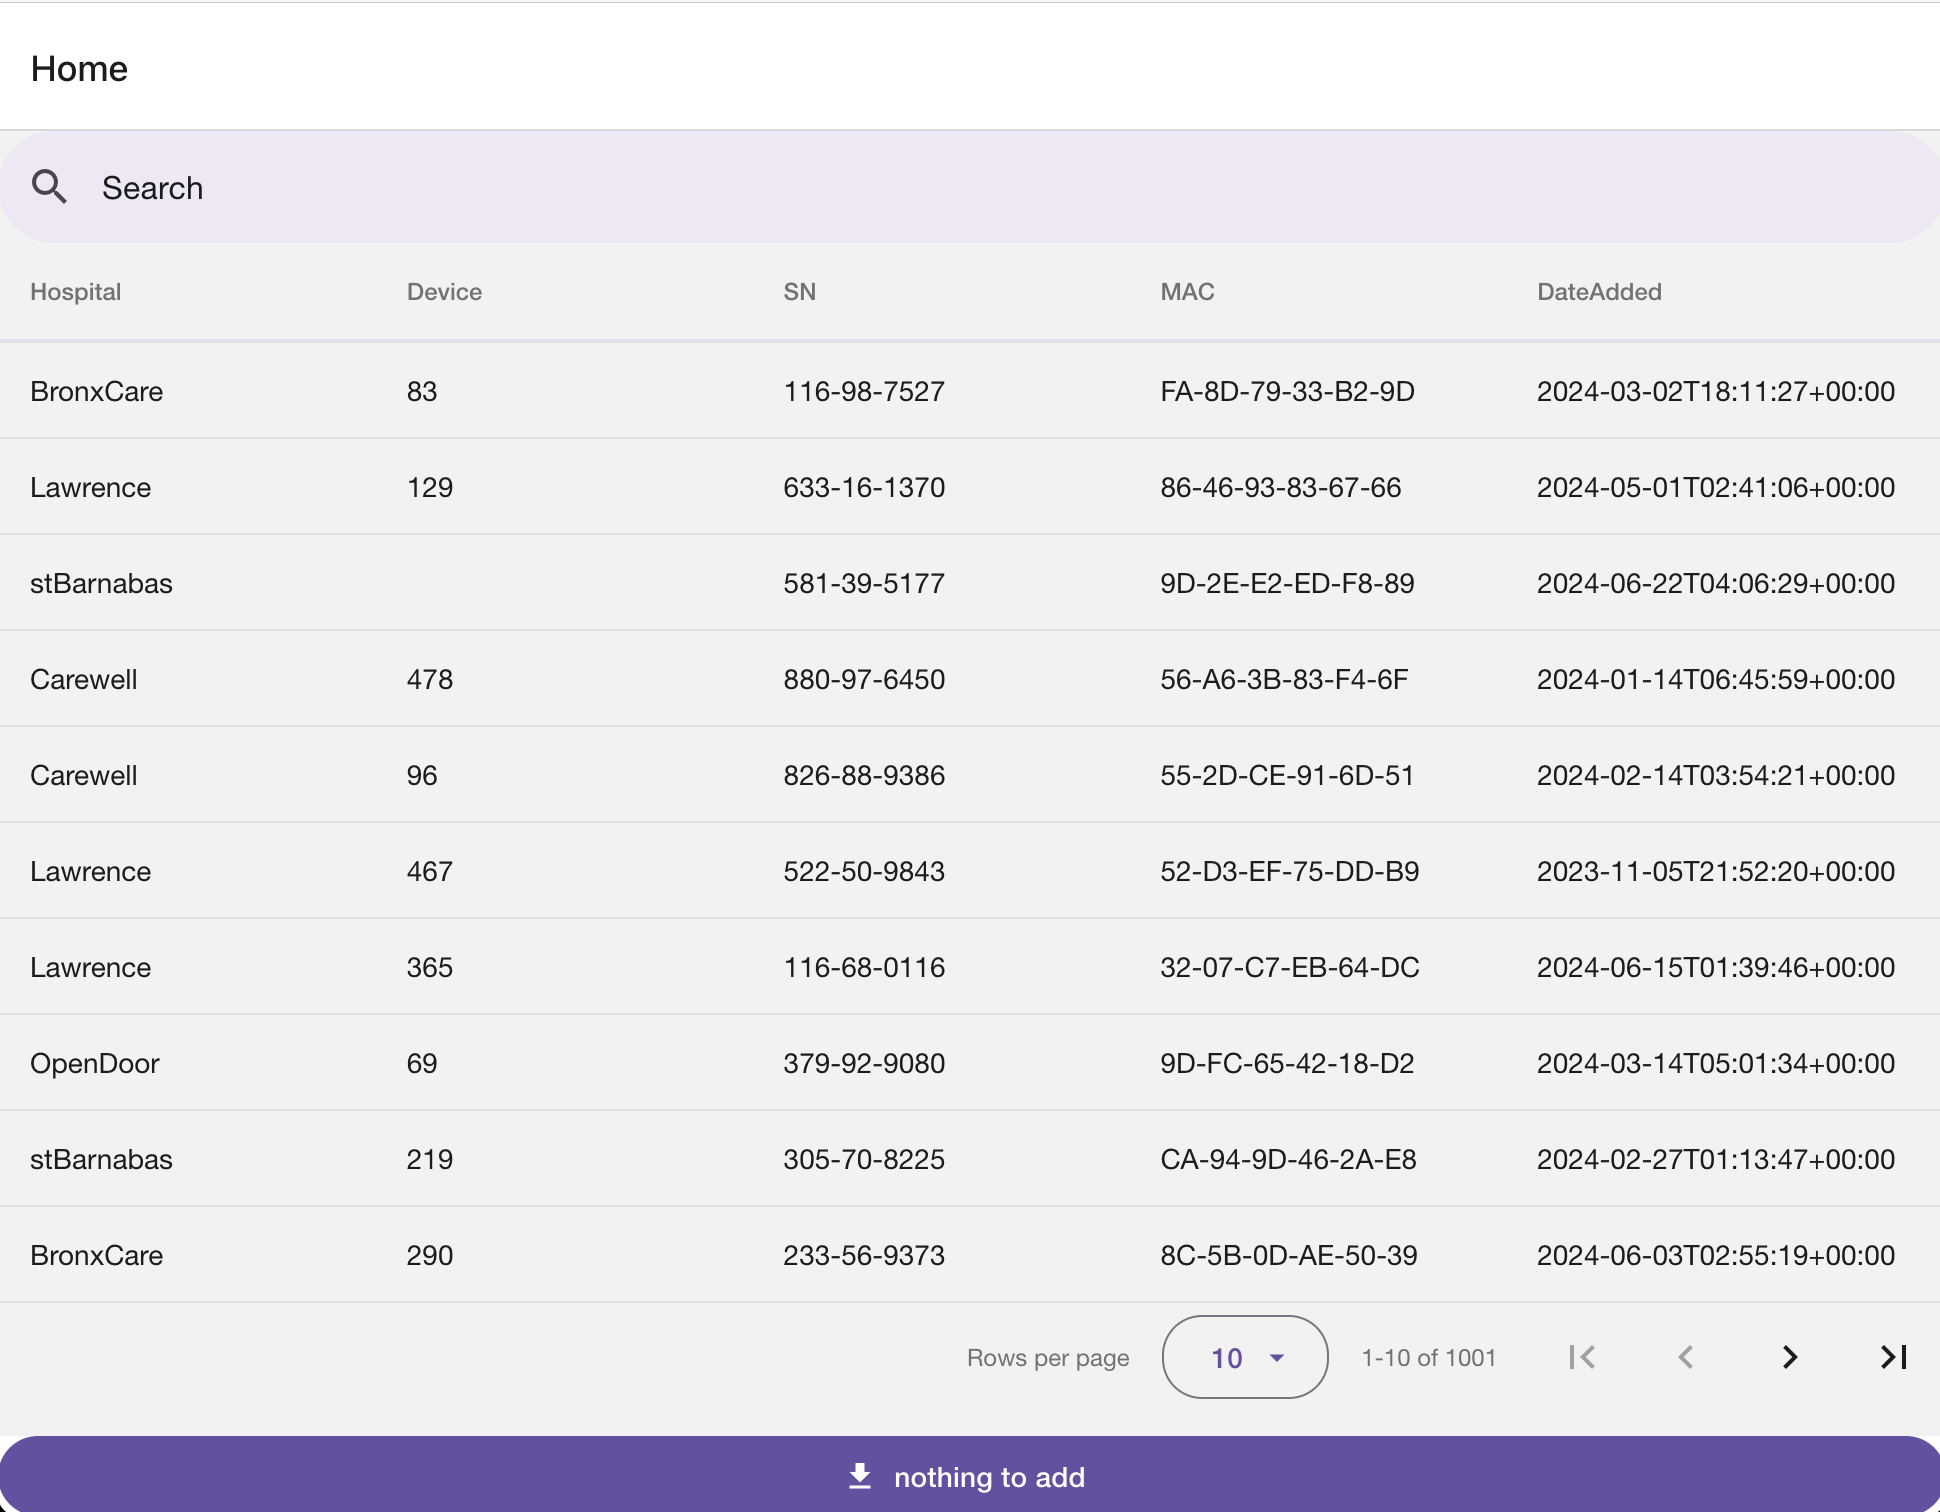 Home
Search
Hospital Device SN MAC DateAdded
BronxCare 83 116-98-7527 FA-8D-79-33-B2-9D 2024-03-02T18:11:27+00:00
Lawrence 129 633-16-1370 86-46-93-83-67-66 2024-05-01T02:41:06+00:00
stBarnabas 581-39-5177 9D-2E-E2-ED-F8-89 2024-06-22T04:06:29+00:00
Carewell 478 880-97-6450 56-A6-3B-83-F4-6F 2024-01-14T06:45:59+00:00
Carewell 96 826-88-9386 55-2D-CE-91-6D-51 2024-02-14T03:54:21+00:00
Lawrence 467 522-50-9843 52-D3-EF-75-DD-B9 2023-11-05T21:52:20+00:00
Lawrence 365 116-68-0116 32-07-C7-EB-64-DC 2024-06-15T01:39:46+00:00
OpenDoor 69 379-92-9080 9D-FC-65-42-18-D2 2024-03-14T05:01:34+00:00
stBarnabas 219 305-70-8225 CA-94-9D-46-2A-E8 2024-02-27T01:13:47+00:00
BronxCare 290 233-56-9373 8C-5B-0D-AE-50-39 2024-06-03T02:55:19+00:00
Rows per page 10 1-10 of 1001
nothing to add